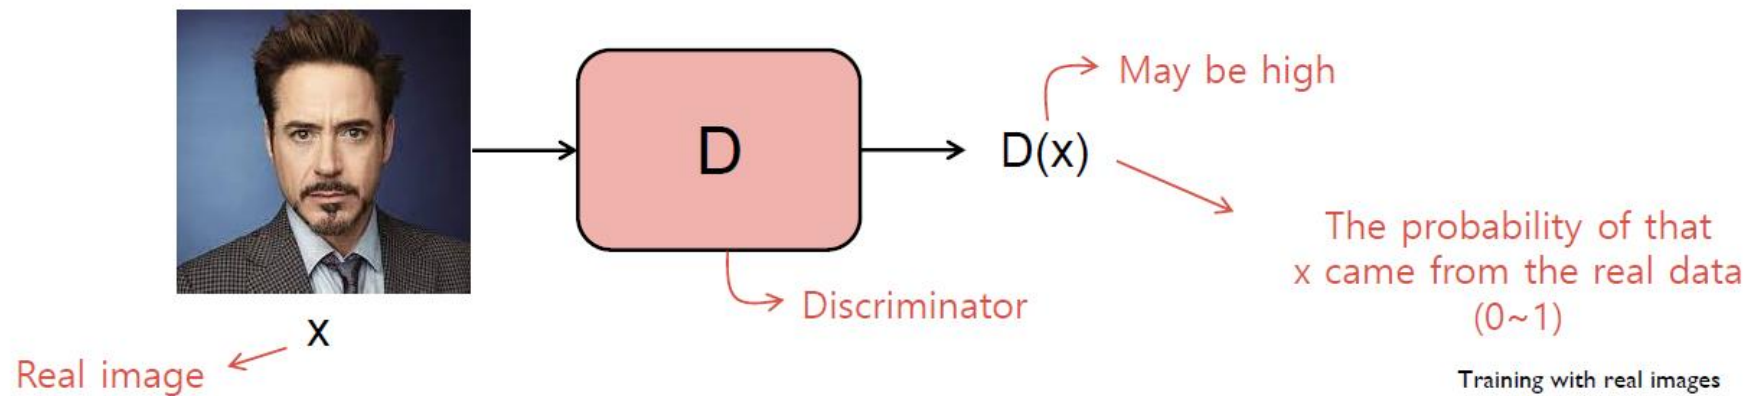 May be high
D
D(x)
The probability of that
x came from the real data
(0~1)
Discriminator
x
Real image
Training with real images